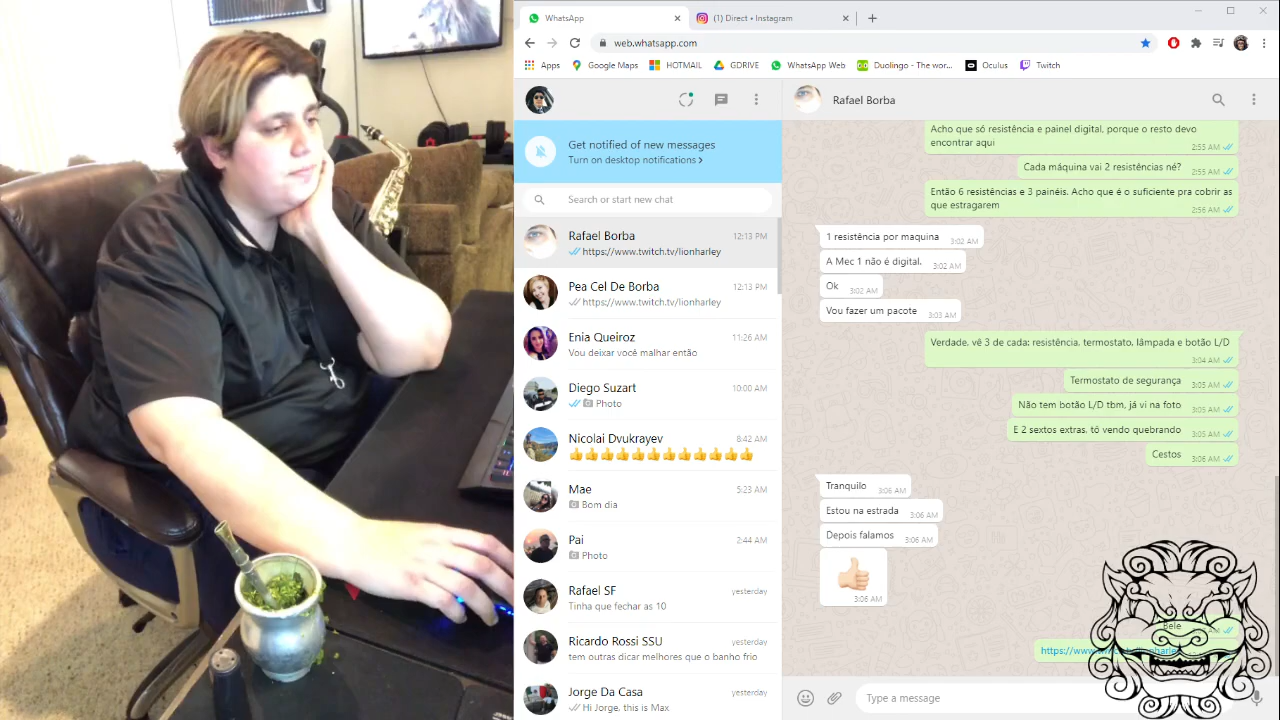 WhatsApp
(1) Direct • Instagram
web.whatsapp.com
Apps
Google Maps
HOTMAIL
GDRIVE
WhatsApp Web
Duolingo - The wor...
Oculus
Twitch
Get notified of new messages
Turn on desktop notifications
Search or start new chat
Rafael Borba
12:13 PM
https://www.twitch.tv/lionharley
Pea Cel De Borba
12:13 PM
https://www.twitch.tv/lionharley
Enia Queiroz
11:26 AM
Vou deixar você malhar então
Diego Suzart
10:00 AM
Photo
Nicolai Dvukrayev
8:42 AM
👍👍👍👍👍👍👍👍👍👍👍👍
Mae
5:23 AM
Bom dia
Pai
2:44 AM
Photo
Rafael SF
yesterday
Tinha que fechar as 10
Ricardo Rossi SSU
yesterday
tem outras dicar melhores que o banho frio
Jorge Da Casa
yesterday
Hi Jorge, this is Max
Rafael Borba
Acho que só resistência e painel digital, porque o resto devo
encontrar aqui
2:55 AM
Cada máquina vai 2 resistências né?
2:55 AM
Então 6 resistências e 3 painéis. Acho que é o suficiente pra cobrir as
que estragarem
2:56 AM
1 resistência por maquina
3:02 AM
A Mec 1 não é digital.
3:02 AM
Ok
3:02 AM
Vou fazer um pacote
3:03 AM
Verdade, vê 3 de cada: resistência, termostato, lâmpada e botão L/D
3:04 AM
Termostato de segurança
3:05 AM
Não tem botão L/D tbm, já vi na foto
3:05 AM
E 2 sextos extras, tô vendo quebrando
3:05 AM
Cestos
3:06 AM
Tranquilo
3:06 AM
Estou na estrada
3:06 AM
Depois falamos
3:06 AM
👍🏻
3:06 AM
Bele
https://www
Type a message